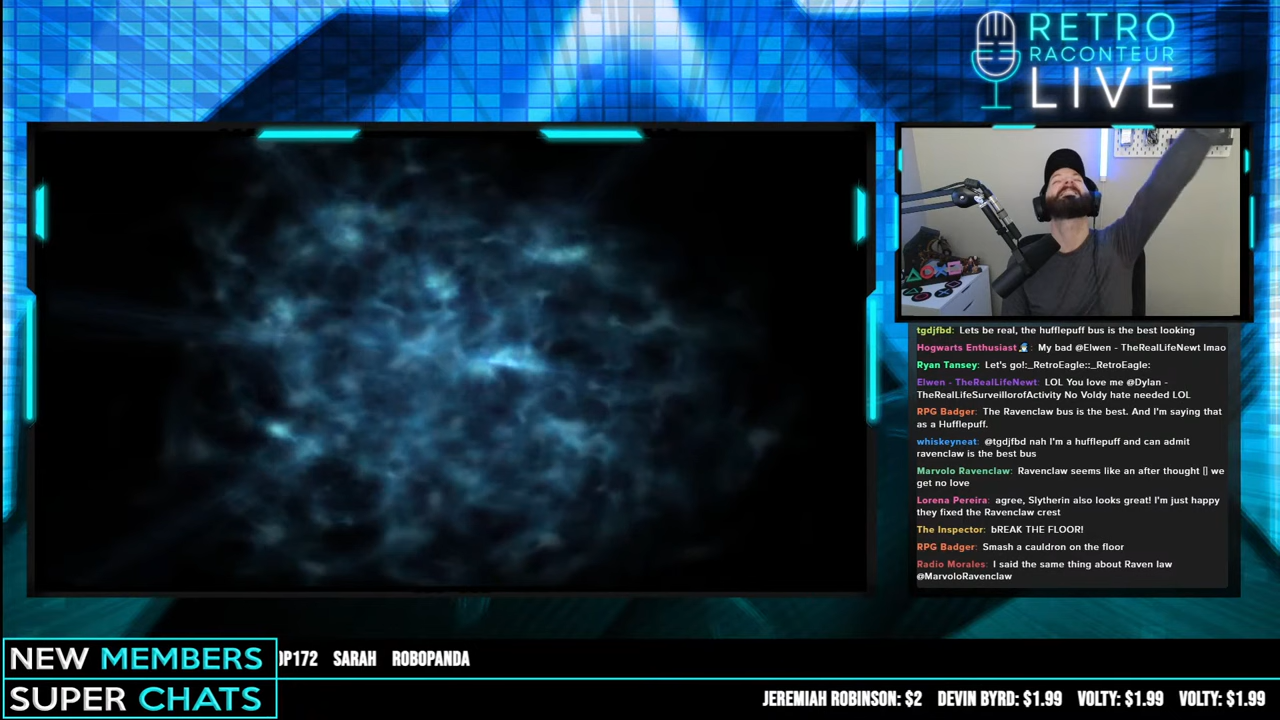 RETRO
RACONTEUR
LIVE
tgdjfbd: Lets be real, the hufflepuff bus is the best looking
Hogwarts Enthusiast: My bad @Elwen - TheRealLifeNewt lmao
Ryan Tansey: Let's go!:_RetroEagle::_RetroEagle:
Elwen - TheRealLifeNewt: LOL You love me @Dylan -
TheRealLifeSurveillorofActivity No Voldy hate needed LOL
RPG Badger: The Ravenclaw bus is the best. And I'm saying that
as a Hufflepuff.
whiskeyneat: @tgdjfbd nah I'm a hufflepuff and can admit
ravenclaw is the best bus
Marvolo Ravenclaw: Ravenclaw seems like an after thought [] we
get no love
Lorena Pereira: agree, Slytherin also looks great! I'm just happy
they fixed the Ravenclaw crest
The Inspector: bREAK THE FLOOR!
RPG Badger: Smash a cauldron on the floor
Radio Morales: I said the same thing about Raven law
@MarvoloRavenclaw
NEW MEMBERS
OP172 SARAH ROBOPANDA
SUPER CHATS
JEREMIAH ROBINSON: $2 DEVIN BYRD: $1.99 VOLTY: $1.99 VOLTY: $1.99